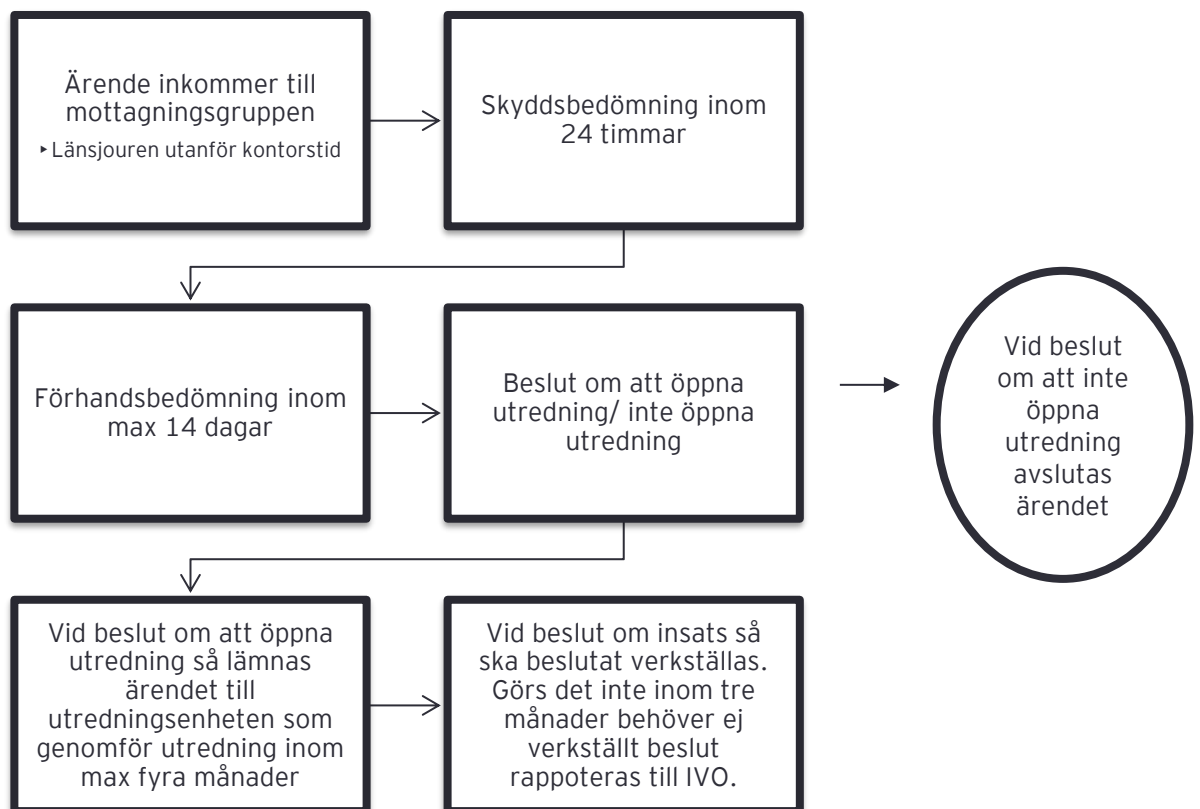 Ärende inkommer till
mottagningsgruppen
▸ Länsjouren utanför kontorstid
Skyddsbedömning inom
24 timmar
Förhandsbedömning inom
max 14 dagar
Beslut om att öppna
utredning/ inte öppna
utredning
Vid beslut
om att inte
öppna
utredning
avslutas
ärendet
Vid beslut om att öppna
utredning så lämnas
ärendet till
utredningsenheten som
genomför utredning inom
max fyra månader
Vid beslut om insats så
ska beslutat verkställas.
Görs det inte inom tre
månader behöver ej
verkställt beslut
rappoteras till IVO.